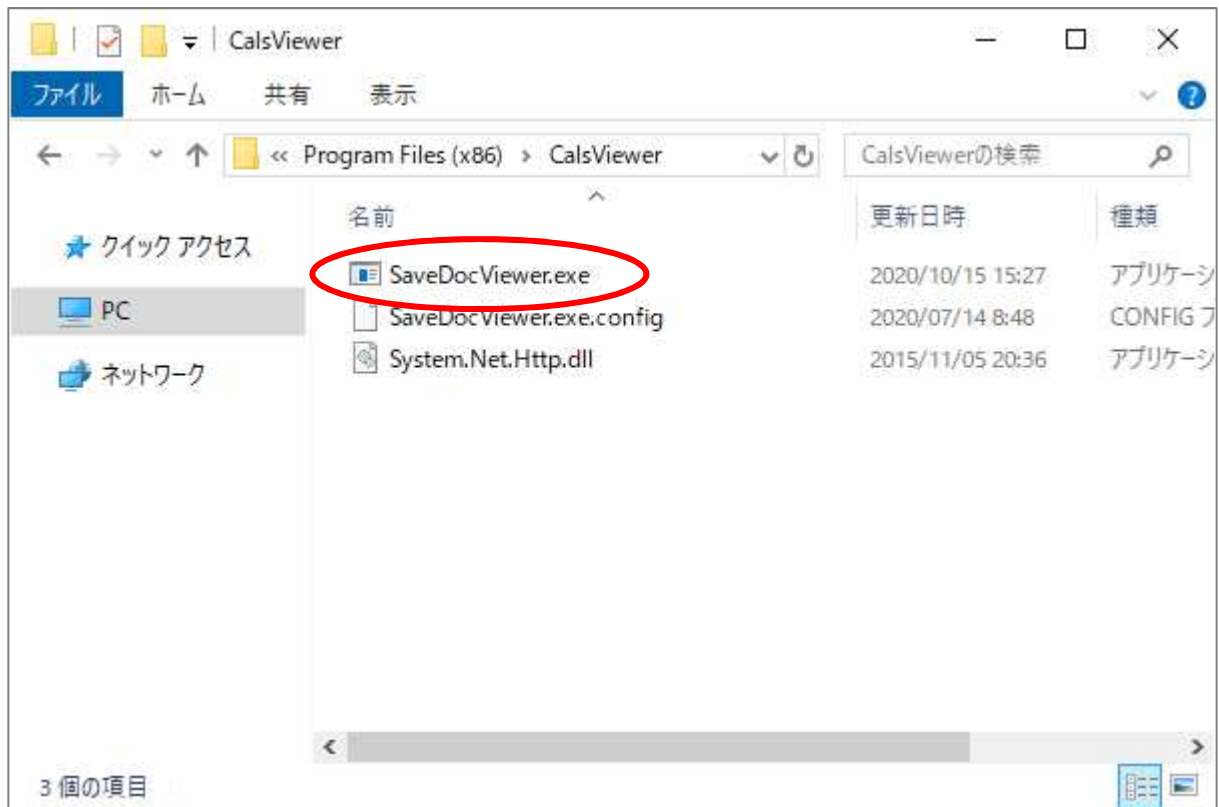 CalsViewer
ファイル ホーム 共有 表示
« Program Files (x86) > CalsViewer CalsViewerの検索
名前 更新日時 種類
クイック アクセス
PC
ネットワーク
SaveDocViewer.exe 2020/10/15 15:27 アプリケーシ
SaveDocViewer.exe.config 2020/07/14 8:48 CONFIG フ
System.Net.Http.dll 2015/11/05 20:36 アプリケーシ
3 個の項目